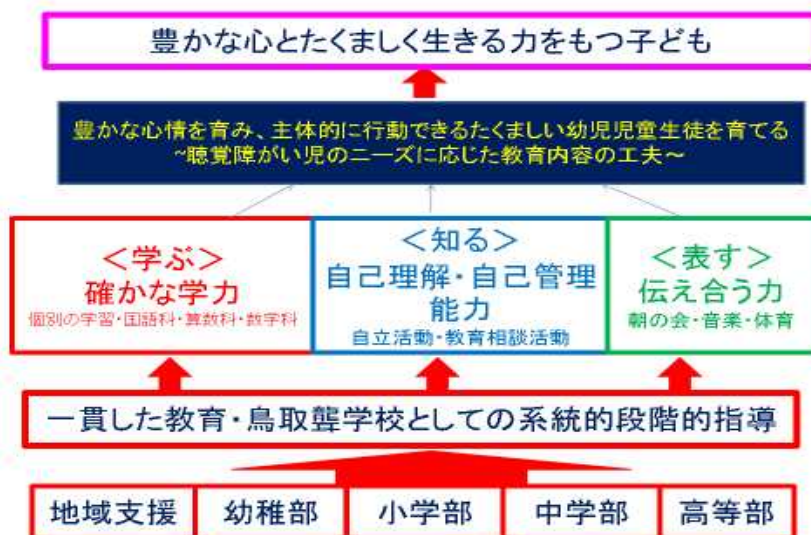 豊かな心とたくましく生きる力をもつ子ども
豊かな心情を育み、主体的に行動できるたくましい幼児児童生徒を育てる
~聴覚障がい児のニーズに応じた教育内容の工夫～
＜学ぶ＞
確かな学力
個別の学習・国語科・算数科・数学科
＜知る＞
自己理解・自己管理
能力
自立活動・教育相談活動
＜表す＞
伝え合う力
朝の会・音楽・体育
一貫した教育・鳥取聾学校としての系統的段階的指導
地域支援
幼稚部
小学部
中学部
高等部